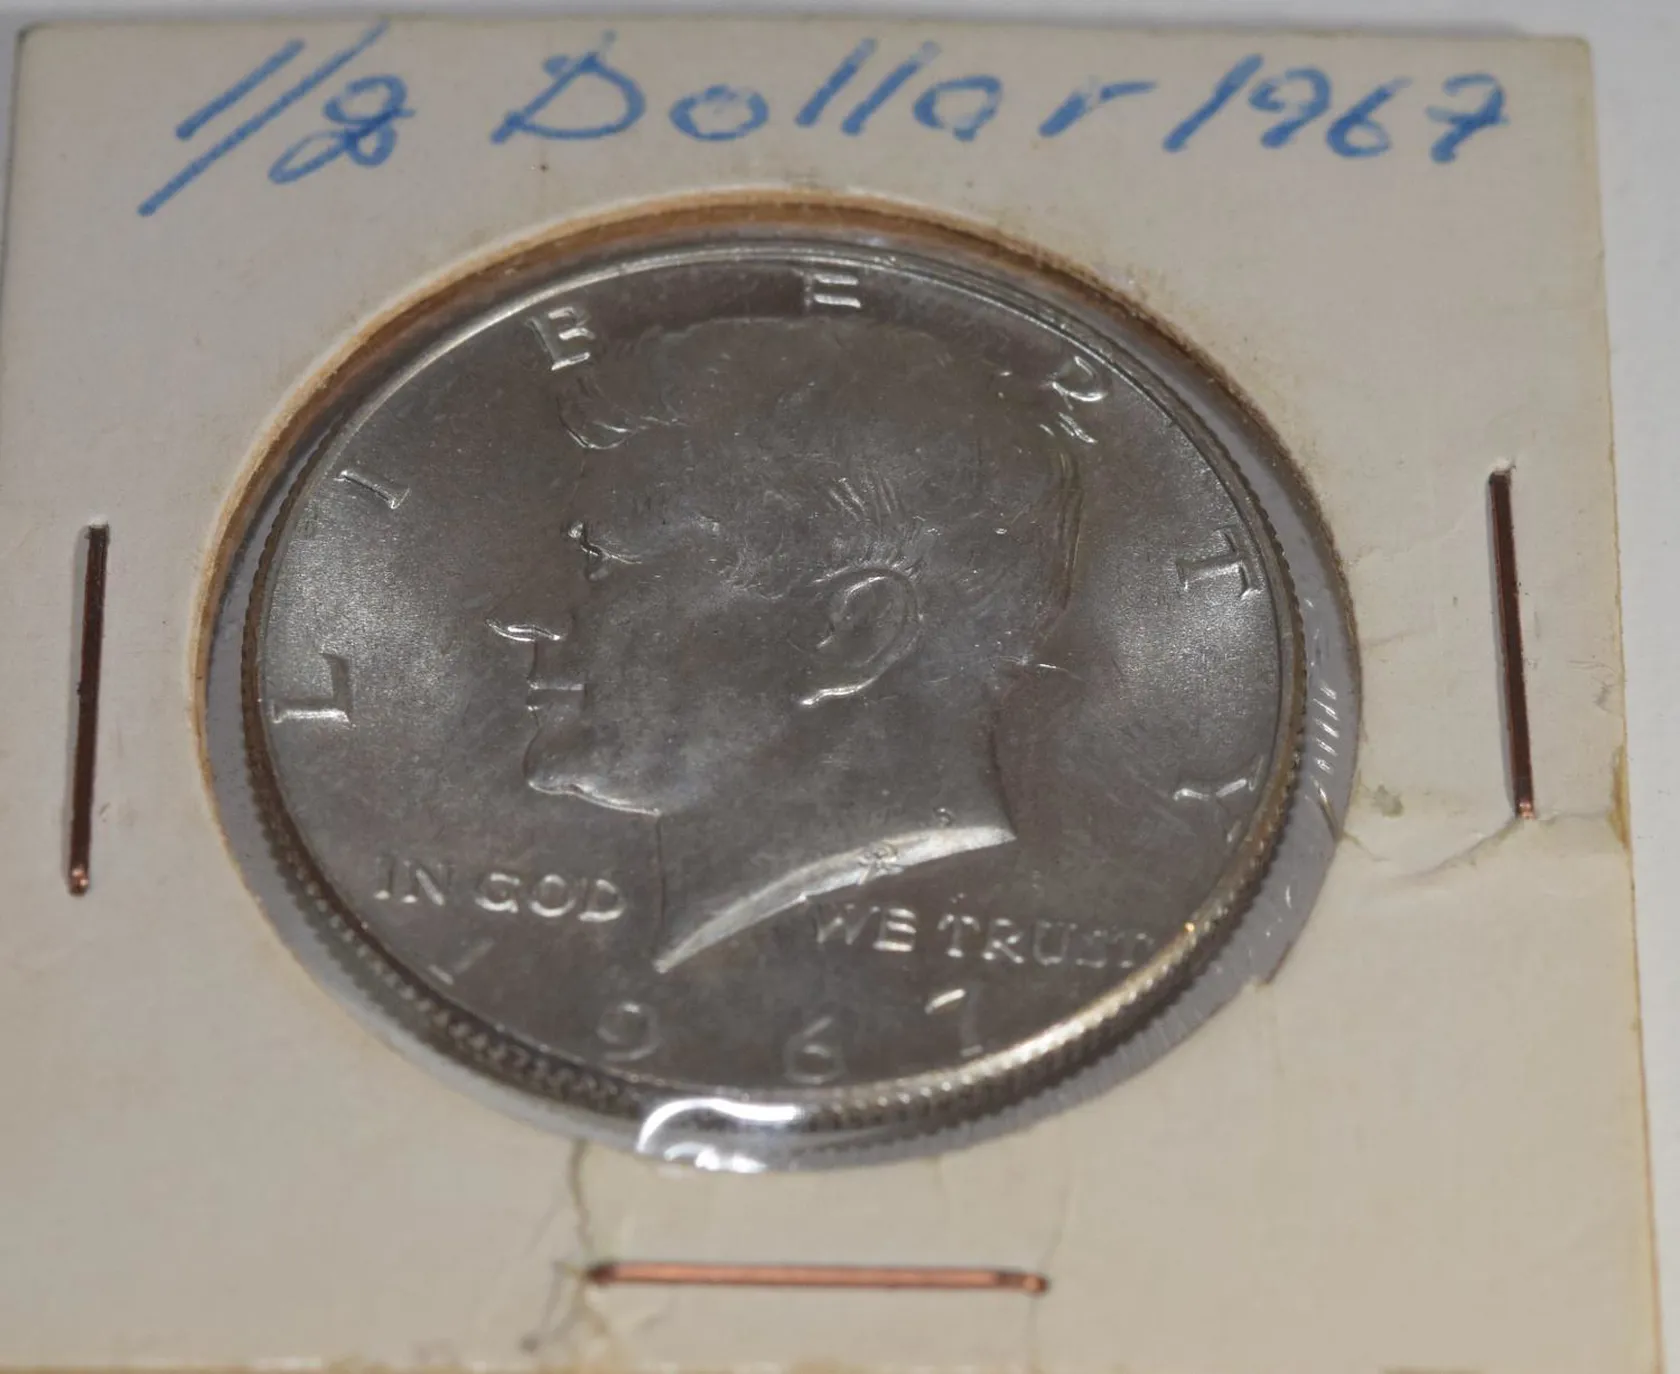 1/2 Dollar 1967
LIBERTY
IN GOD WE TRUST
1967